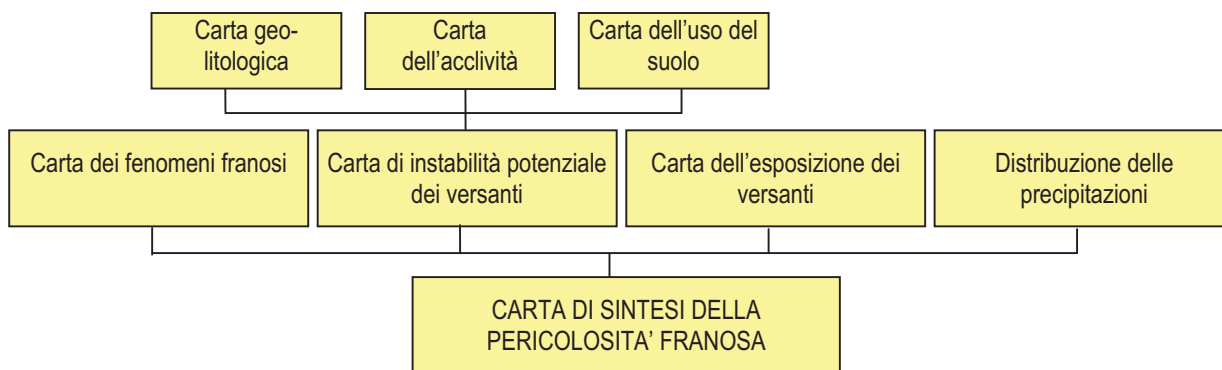 Carta geo-
litologica
Carta
dell'acclività
Carta dell'uso del
suolo
Carta dei fenomeni franosi
Carta di instabilità potenziale
dei versanti
Carta dell'esposizione dei
versanti
Distribuzione delle
precipitazioni
CARTA DI SINTESI DELLA
PERICOLOSITA' FRANOSA